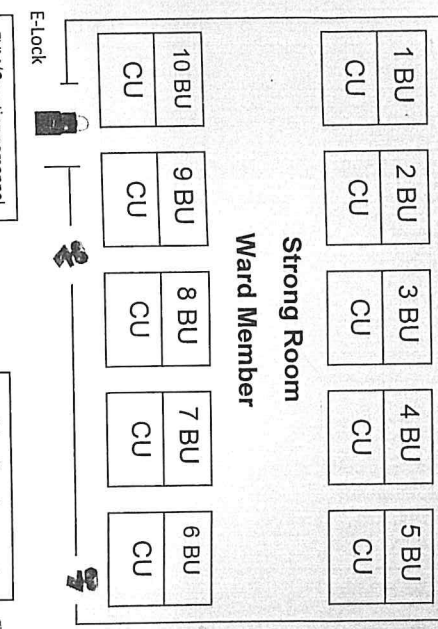 1 BU
2 BU
3 BU
4 BU
5 BU
CU
CU
CU
CU
CU
Strong Room
Ward Member
10 BU
9 BU
8 BU
7 BU
6 BU
CU
CU
CU
CU
CU
E-Lock